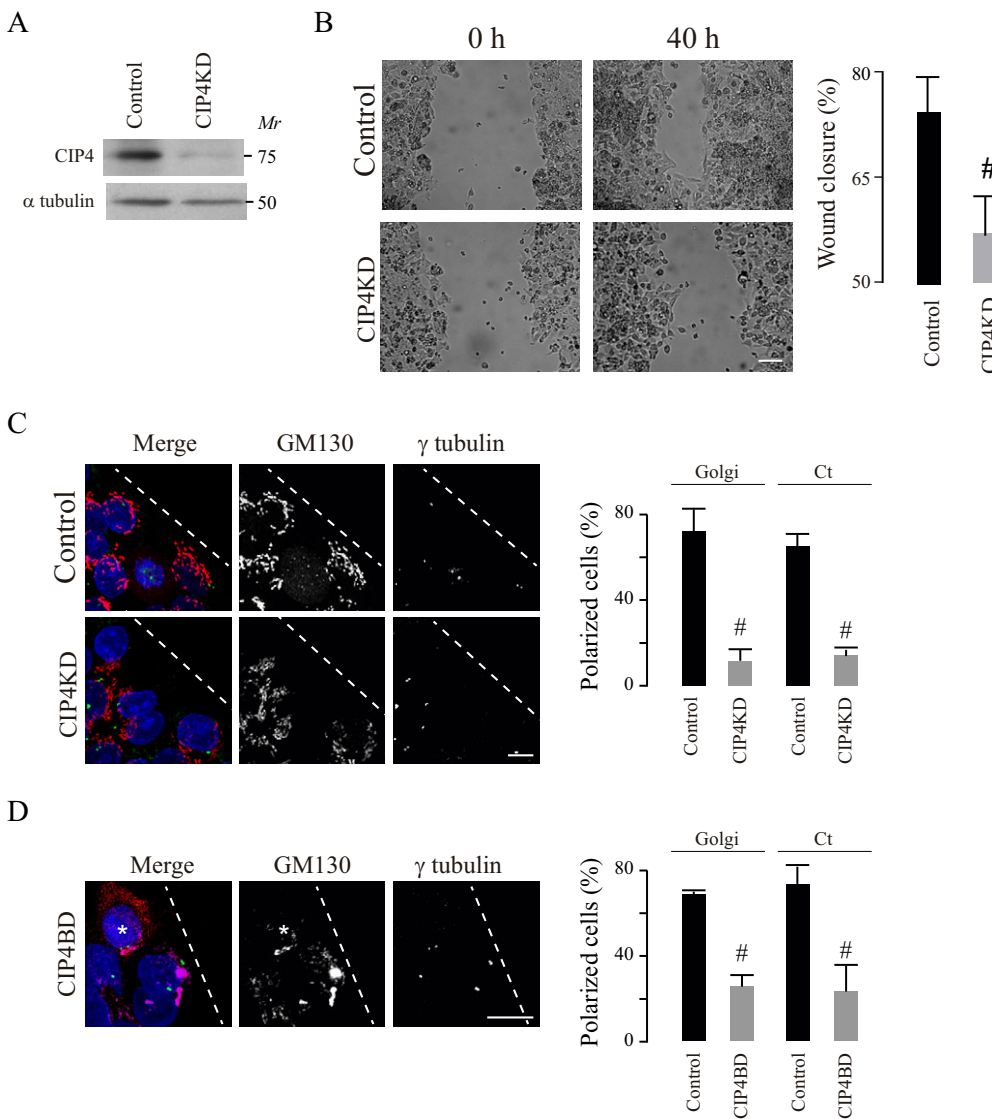 A
Control
CIP4KD
Mr
CIP4
75
α tubulin
50
B
0 h
40 h
Control
CIP4KD
Wound closure (%)
80
65
50
#
Control
CIP4KD
C
Merge
GM130
γ tubulin
Control
CIP4KD
Golgi
Ct
Polarized cells (%)
80
40
0
#
#
Control
CIP4KD
Control
CIP4KD
D
Merge
GM130
γ tubulin
CIP4BD
*
*
Golgi
Ct
Polarized cells (%)
80
40
0
#
#
Control
CIP4BD
Control
CIP4BD